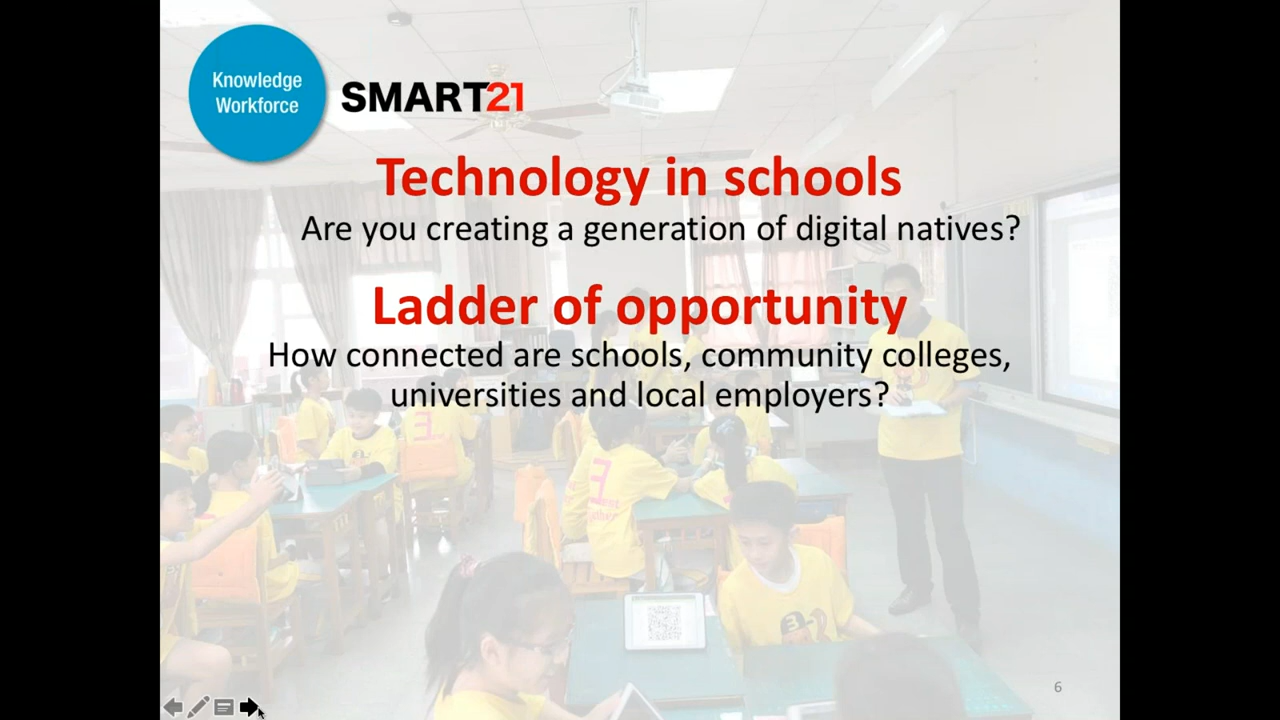 Knowledge
Workforce
SMART21
Technology in schools
Are you creating a generation of digital natives?
Ladder of opportunity
How connected are schools, community colleges,
universities and local employers?
6